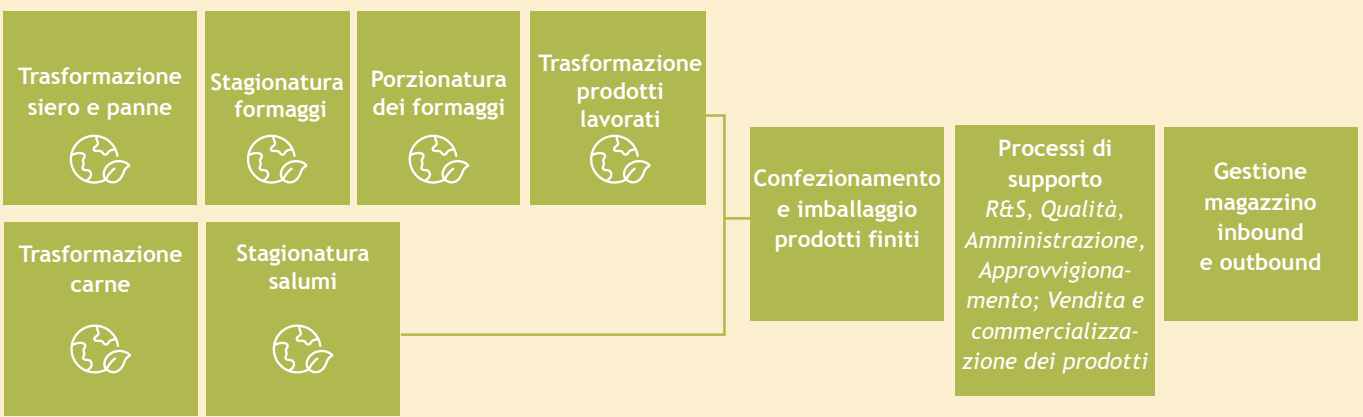 Trasformazione
siero e panne
Stagionatura
formaggi
Porzionatura
dei formaggi
Trasformazione
prodotti
lavorati
Trasformazione
carne
Stagionatura
salumi
Confezionamento
e imballaggio
prodotti finiti
Processi di
supporto
R&S, Qualità,
Amministrazione,
Approvvigiona-
mento; Vendita e
commercializza-
zione dei prodotti
Gestione
magazzino
inbound
e outbound